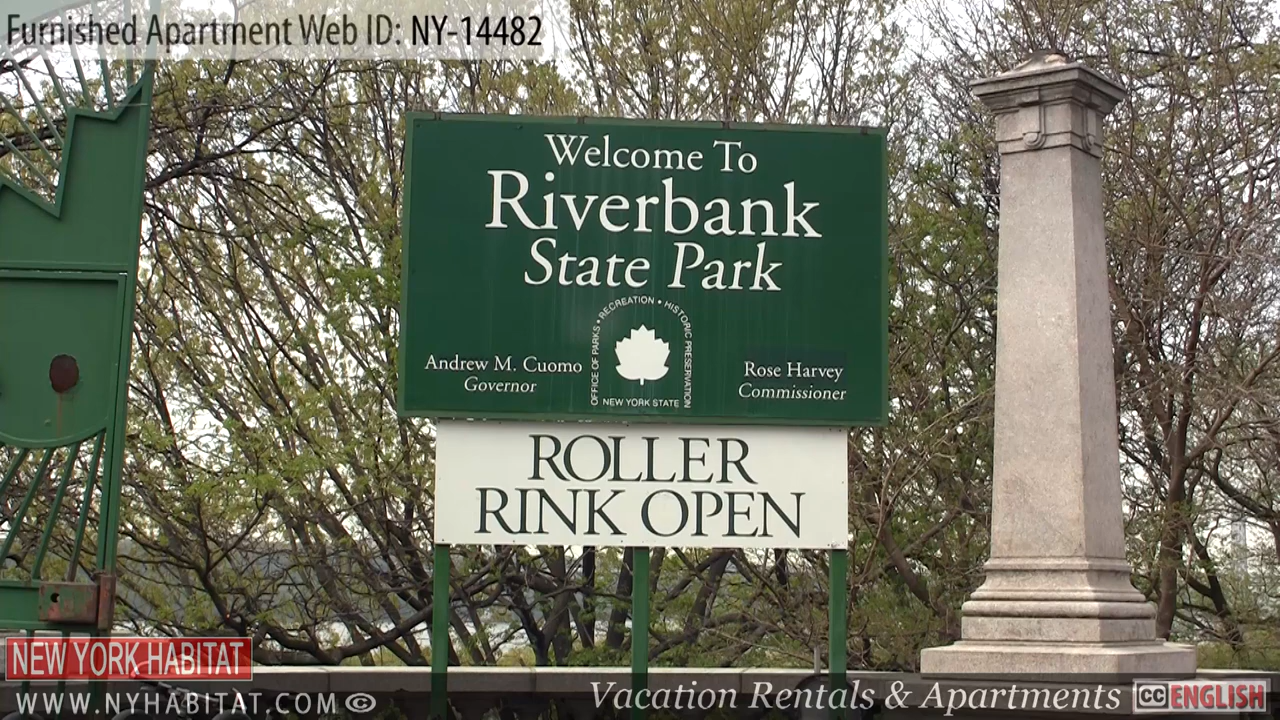 Furnished Apartment Web ID: NY-14482
Welcome To
Riverbank
State Park
OFFICE OF PARKS • RECREATION • HISTORIC PRESERVATION
NEW YORK STATE
Andrew M. Cuomo
Governor
Rose Harvey
Commissioner
ROLLER
RINK OPEN
NEW YORK HABITAT
WWW.NYHABITAT.COM ©
Vacation Rentals & Apartments
CC ENGLISH